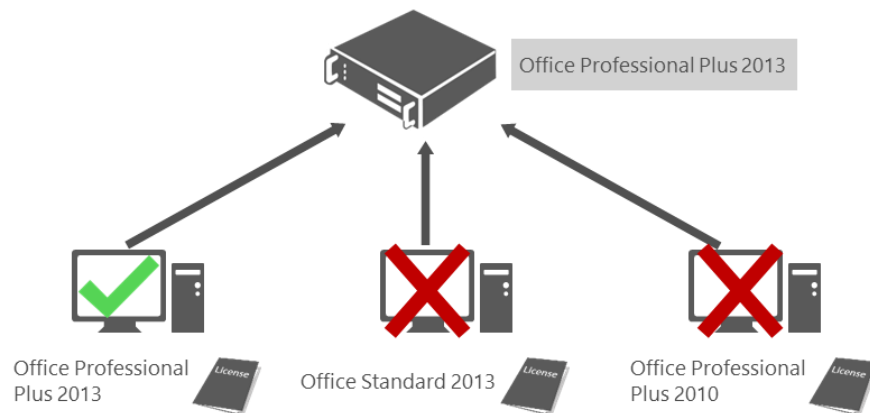 Office Professional Plus 2013
Office Professional
Plus 2013
License
Office Standard 2013
License
Office Professional
Plus 2010
License